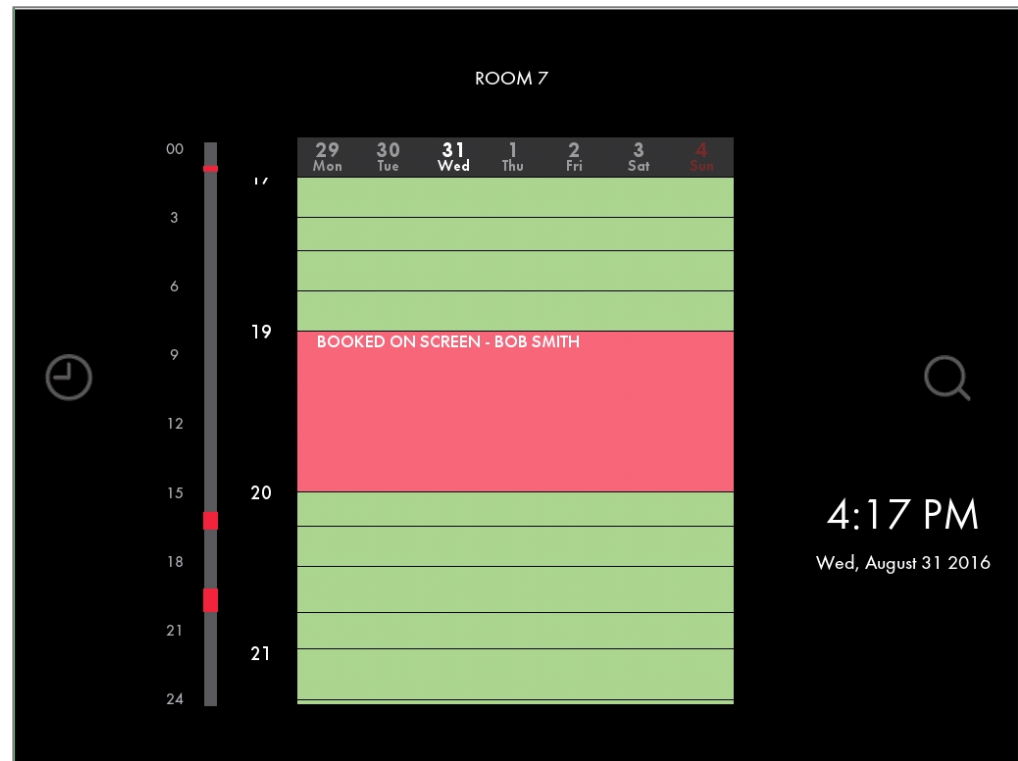 ROOM 7
29 30 31 1 2 3 4
Mon Tue Wed Thu Fri Sat Sun
00
3
6
9
12
15
18
21
24
17
19
20
21
BOOKED ON SCREEN - BOB SMITH
4:17 PM
Wed, August 31 2016